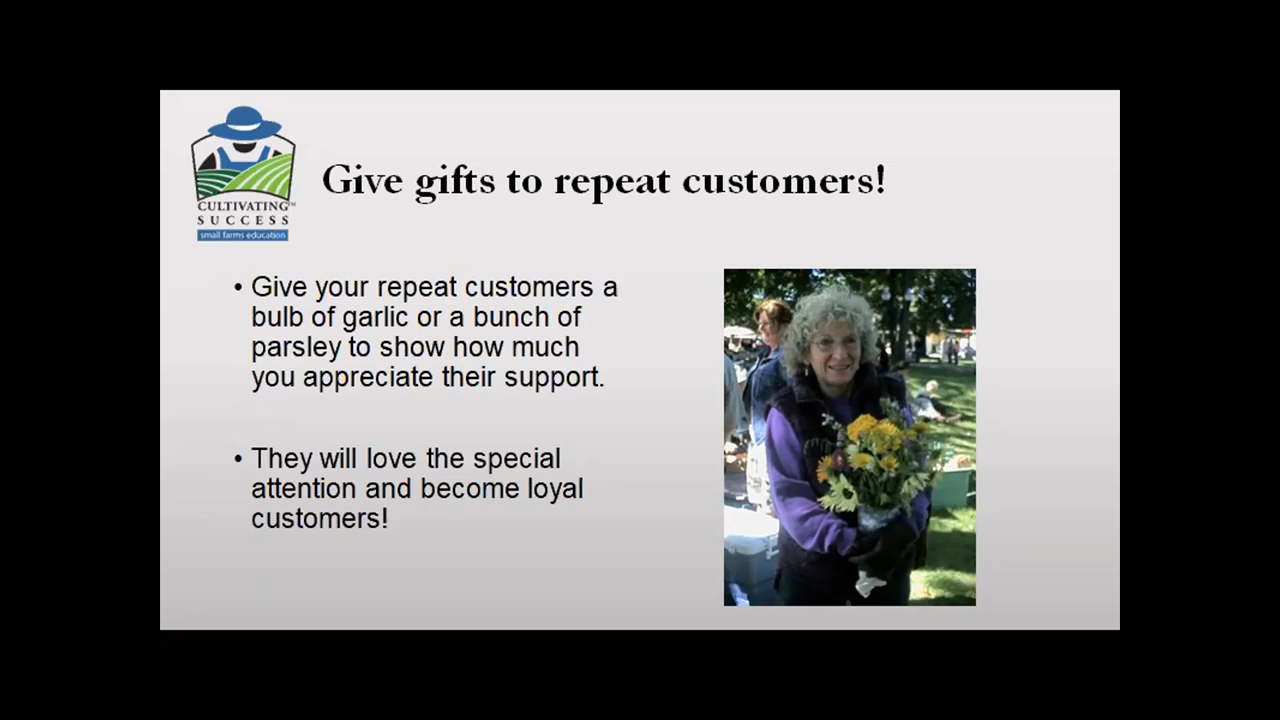 Give gifts to repeat customers!
CULTIVATING™
SUCCESS
small farms education
• Give your repeat customers a
bulb of garlic or a bunch of
parsley to show how much
you appreciate their support.
• They will love the special
attention and become loyal
customers!